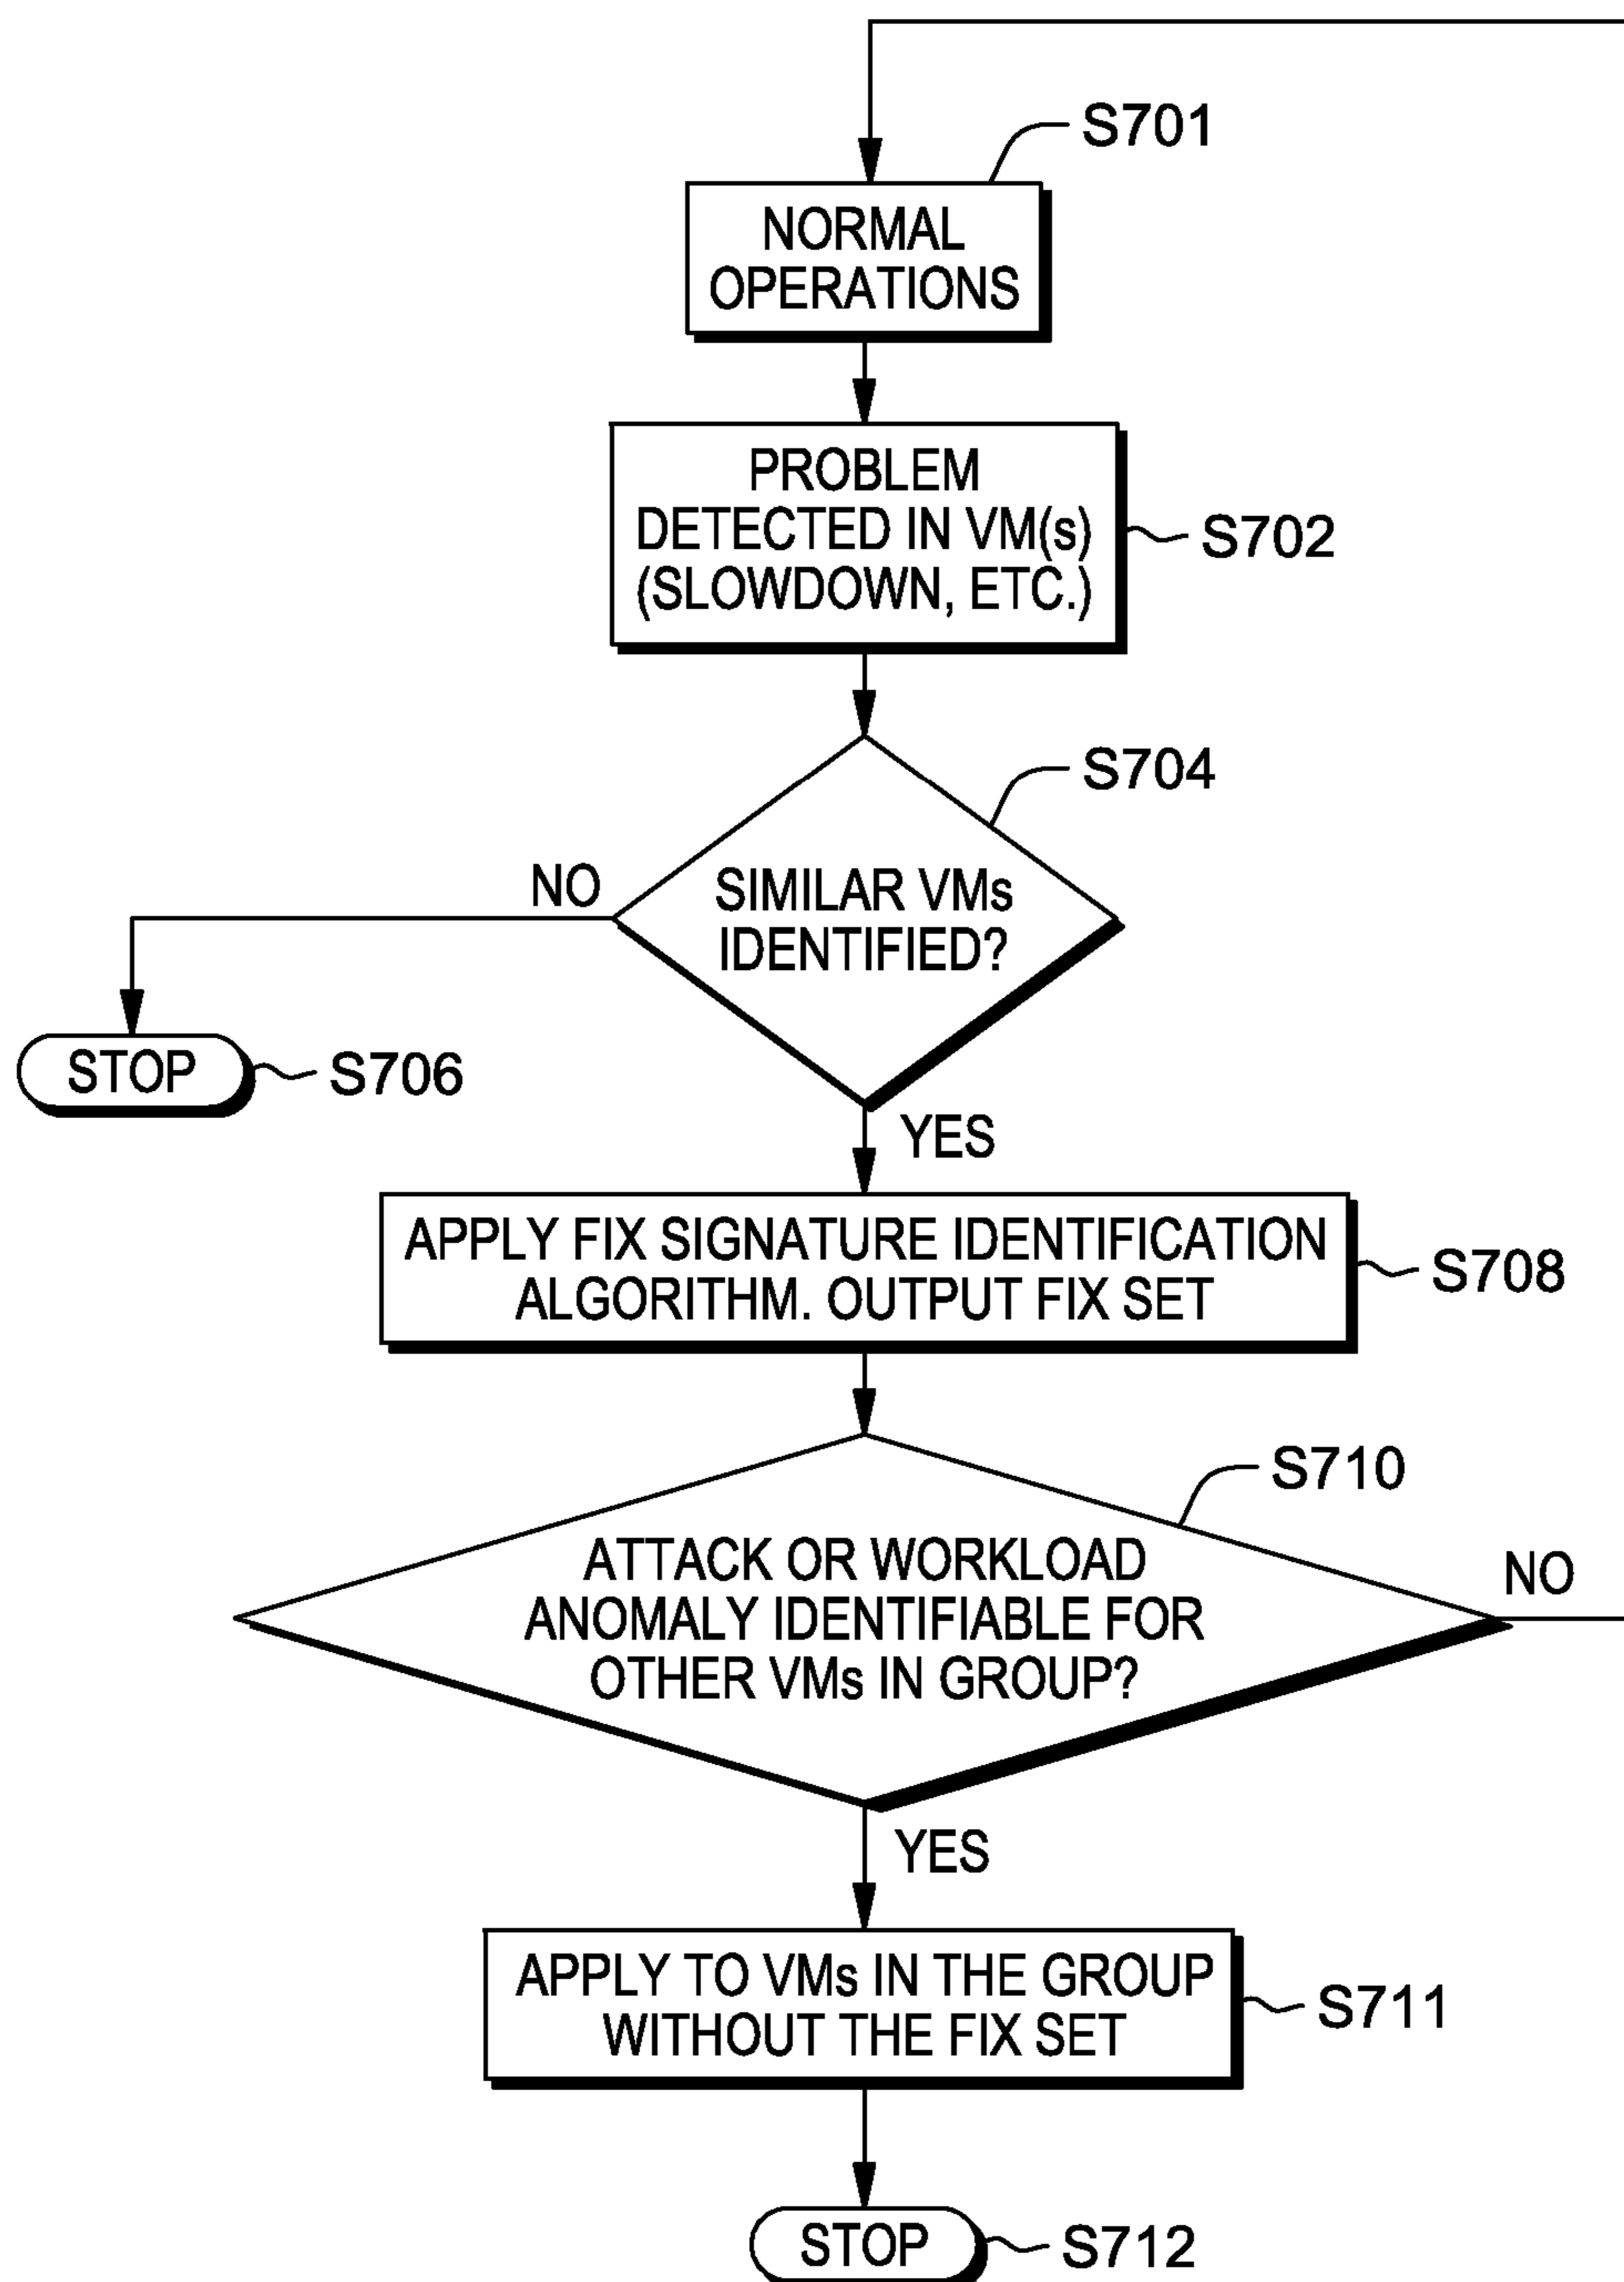 S701
NORMAL
OPERATIONS
PROBLEM
DETECTED IN VM(s)
(SLOWDOWN, ETC.)
S702
S704
NO
SIMILAR VMs
IDENTIFIED?
STOP
S706
YES
APPLY FIX SIGNATURE IDENTIFICATION
ALGORITHM. OUTPUT FIX SET
S708
S710
ATTACK OR WORKLOAD
ANOMALY IDENTIFIABLE FOR
OTHER VMs IN GROUP?
NO
YES
APPLY TO VMs IN THE GROUP
WITHOUT THE FIX SET
S711
STOP
S712